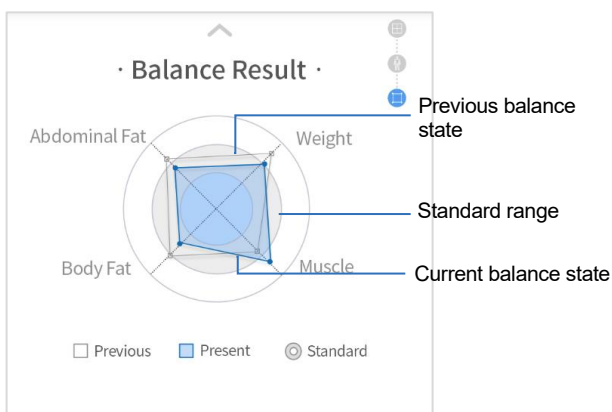 · Balance Result ·
Previous balance
state
Abdominal Fat
Weight
Standard range
Body Fat
Muscle
Current balance state
Previous
Present
Standard